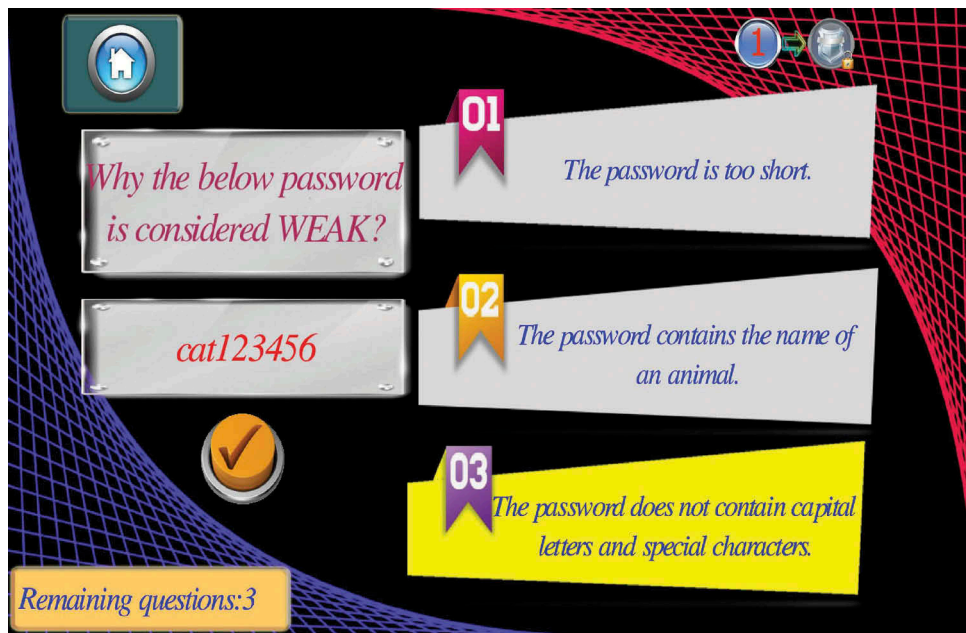 1
Why the below password
is considered WEAK?
cat123456
01
The password is too short.
02
The password contains the name of
an animal.
03
The password does not contain capital
letters and special characters.
Remaining questions:3